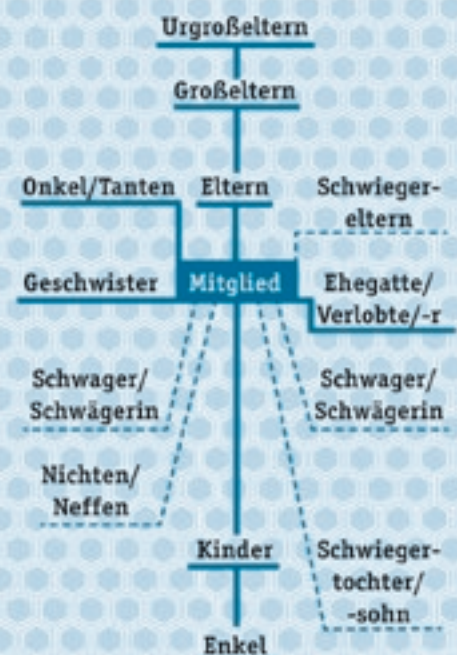 Urgroßeltern
Großeltern
Onkel/Tanten
Eltern
Schwieger-
eltern
Geschwister
Mitglied
Ehegatte/
Verlobte/-r
Schwager/
Schwägerin
Schwager/
Schwägerin
Nichten/
Neffen
Kinder
Schwieger-
tochter/
-sohn
Enkel